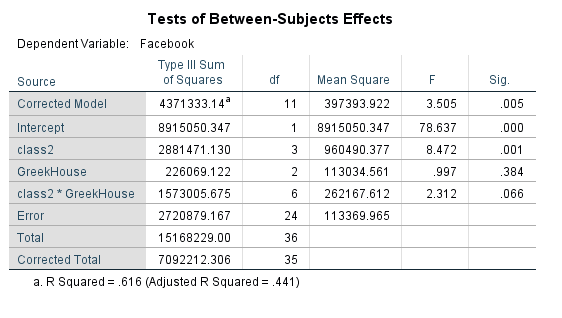 Tests of Between-Subjects Effects
Dependent Variable: Facebook
Source Type III Sum of Squares df Mean Square F Sig.
Corrected Model 4371333.14a 11 397393.922 3.505 .005
Intercept 8915050.347 1 8915050.347 78.637 .000
class2 2881471.130 3 960490.377 8.472 .001
GreekHouse 226069.122 2 113034.561 .997 .384
class2 * GreekHouse 1573005.675 6 262167.612 2.312 .066
Error 2720879.167 24 113369.965
Total 15168229.00 36
Corrected Total 7092212.306 35
a. R Squared = .616 (Adjusted R Squared = .441)